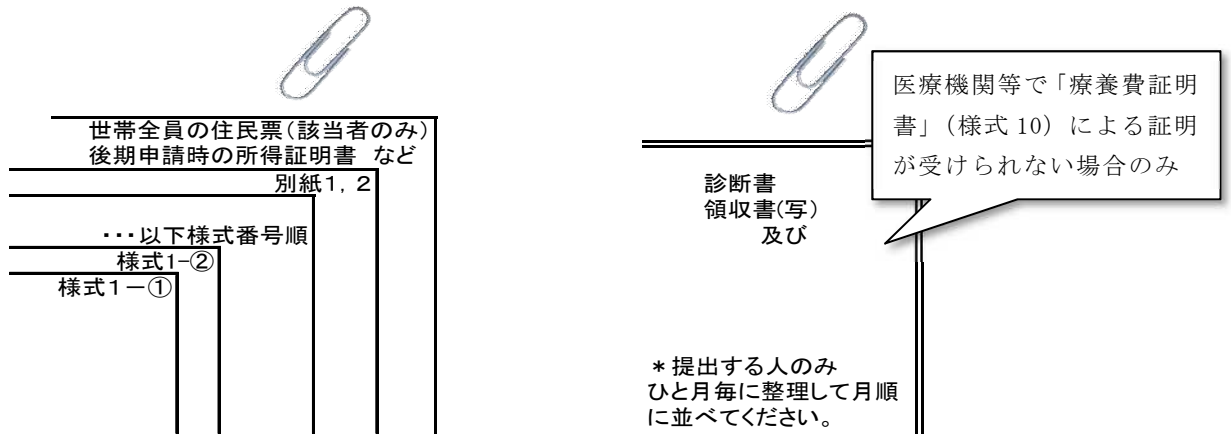 世帯全員の住民票(該当者のみ)
後期申請時の所得証明書 など
別紙1, 2
・・・以下様式番号順
様式1-②
様式1-①
医療機関等で「療養費証明
書」(様式 10) による証明
が受けられない場合のみ
診断書
領収書(写)
及び
*提出する人のみ
ひと月毎に整理して月順
に並べてください。